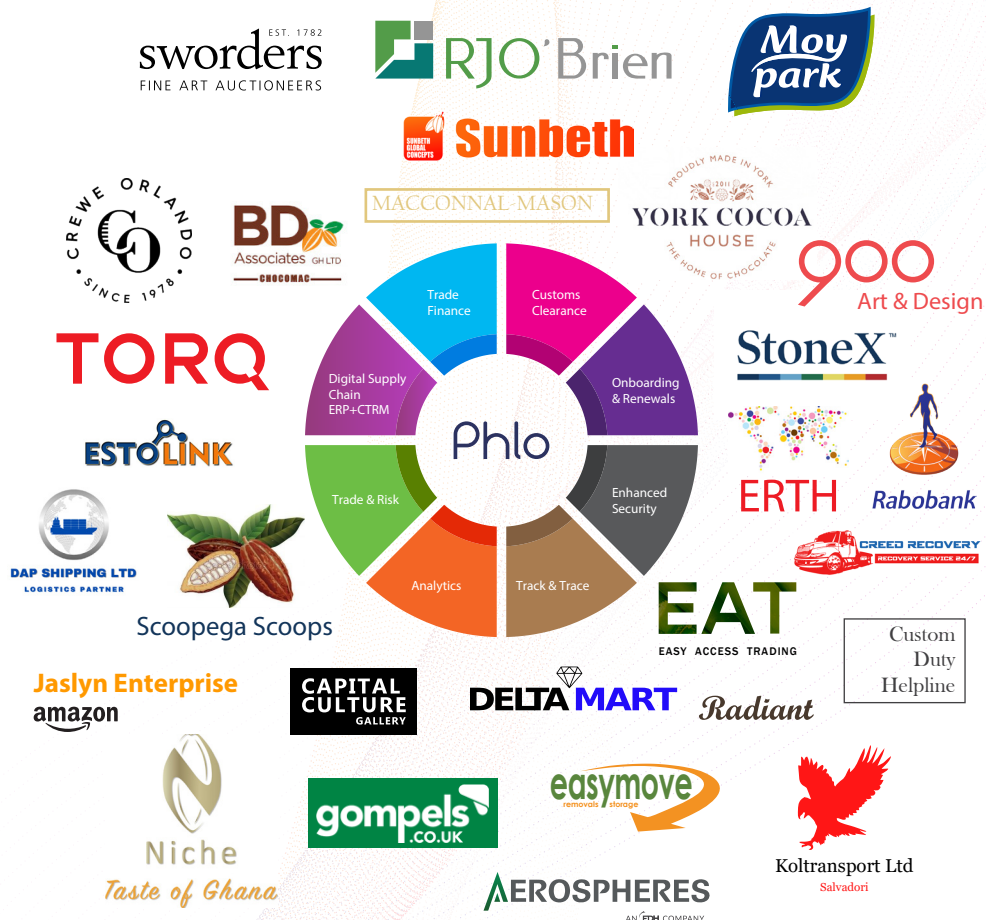 EST. 1782
sworders
FINE ART AUCTIONEERS
RJO'Brien
Moy
park
SUNBETH
GLOBAL
CONCEPTS
Sunbeth
CREWE ORLANDO
CO
SINCE 1978
BD
Associates GH LTD
CHOCOMAC
MACCONNAL-MASON
PROUDLY MADE IN YORK
2011
YORK COCOA
HOUSE
THE HOME OF CHOCOLATE
900
Art & Design
TORQ
StoneX™
Trade
Finance
Customs
Clearance
Digital Supply
Chain
ERP+CTRM
Onboarding
& Renewals
Phlo
Trade & Risk
Enhanced
Security
Analytics
Track & Trace
ESTOLINK
ERTH
Rabobank
DAP SHIPPING LTD
LOGISTICS PARTNER
Scoopega Scoops
CREED RECOVERY
RECOVERY SERVICE 24/7
EAT
EASY ACCESS TRADING
Custom
Duty
Helpline
Jaslyn Enterprise
amazon
CAPITAL
CULTURE
GALLERY
DELTA MART
Radiant
Niche
Taste of Ghana
gompels
.CO.UK
easymove
removals storage
Koltransport Ltd
Salvadori
AEROSPHERES
AN FDH COMPANY